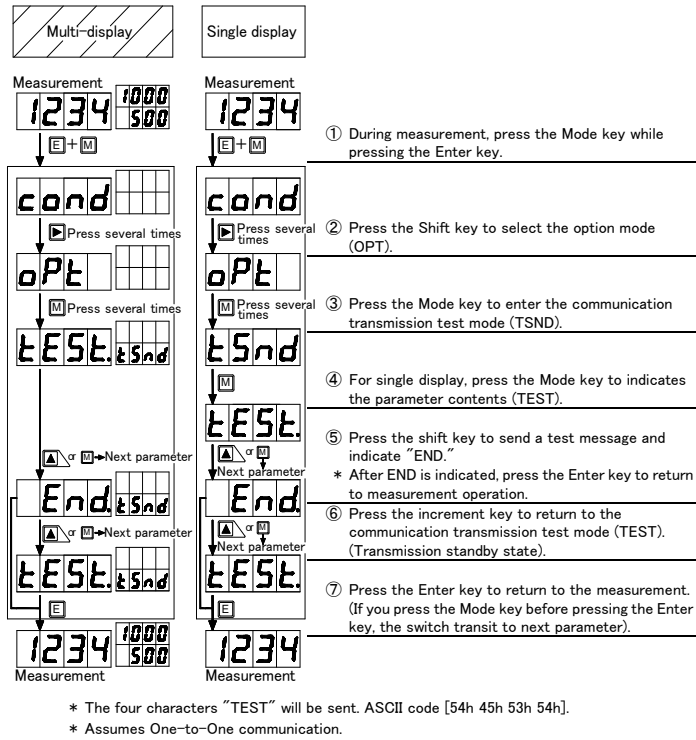 Multi-display
Single display
Measurement
1234 1000
500
E+M
cond
Press several times
oPt
M Press several times
tESt. tSnd
▲ or M→Next parameter
End. tSnd
▲ or M→Next parameter
tESt. tSnd
E
1234 1000
500
Measurement
Measurement
1234
E+M
cond
Press several
times
oPt
M Press several
times
tSnd
M
tESt.
▲ or M
Next parameter
End.
▲ or M
Next parameter
tESt.
E
1234
Measurement
① During measurement, press the Mode key while
pressing the Enter key.
② Press the Shift key to select the option mode
(OPT).
③ Press the Mode key to enter the communication
transmission test mode (TSND).
④ For single display, press the Mode key to indicates
the parameter contents (TEST).
⑤ Press the shift key to send a test message and
indicate "END."
* After END is indicated, press the Enter key to return
to measurement operation.
⑥ Press the increment key to return to the
communication transmission test mode (TEST).
(Transmission standby state).
⑦ Press the Enter key to return to the measurement.
(If you press the Mode key before pressing the Enter
key, the switch transit to next parameter).
* The four characters "TEST" will be sent. ASCII code [54h 45h 53h 54h].
* Assumes One-to-One communication.